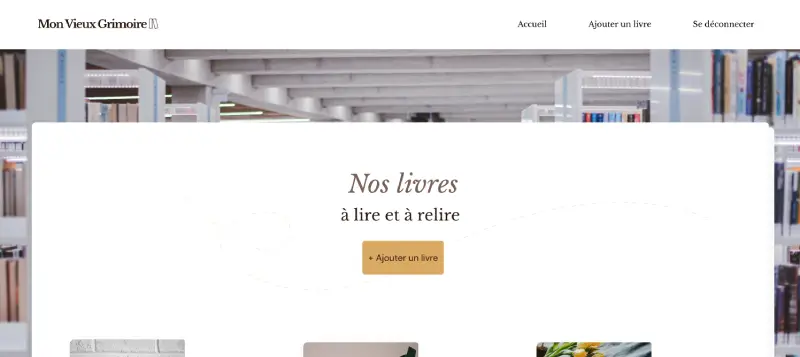 Mon Vieux Grimoire
Accueil
Ajouter un livre
Se déconnecter
Nos livres
à lire et à relire
+ Ajouter un livre